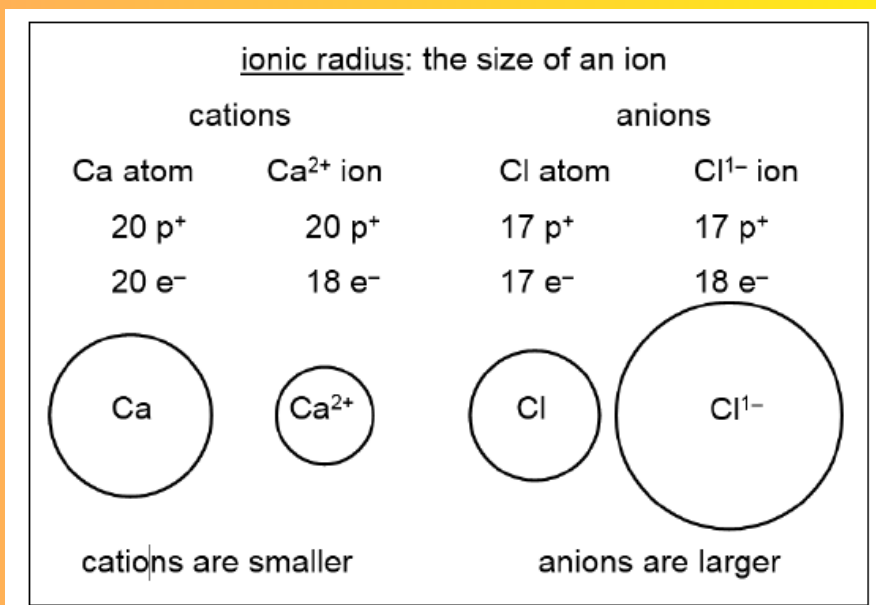 ionic radius: the size of an ion
cations anions
Ca atom Ca²⁺ ion Cl atom Cl¹⁻ ion
20 p⁺ 20 p⁺ 17 p⁺ 17 p⁺
20 e⁻ 18 e⁻ 17 e⁻ 18 e⁻
Ca Ca²⁺ Cl Cl¹⁻
cations are smaller anions are larger